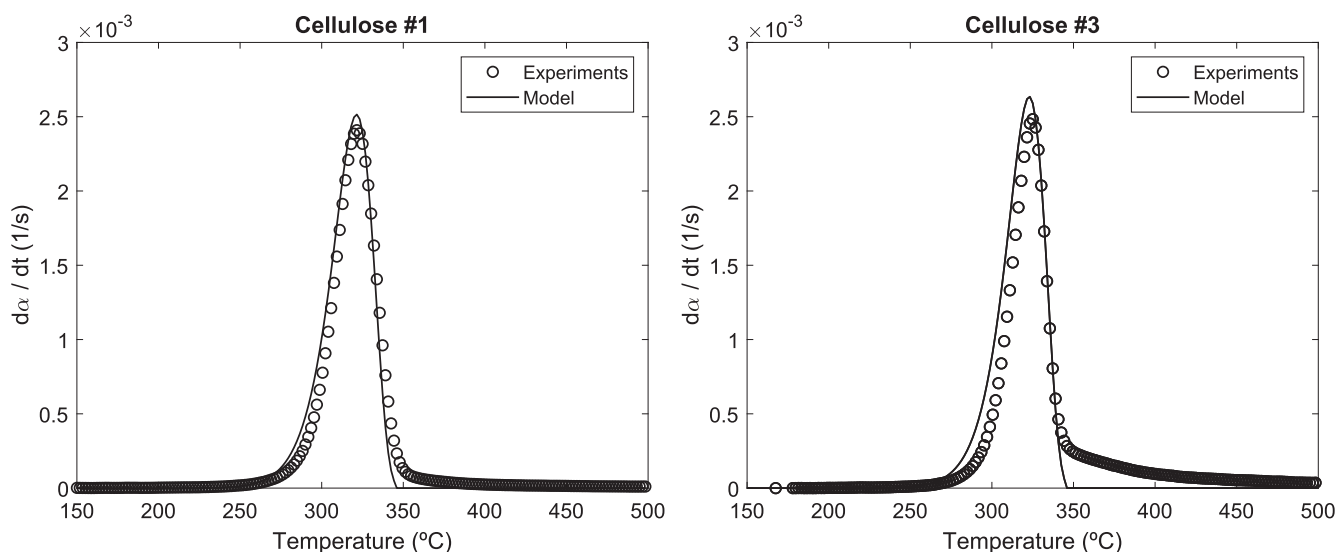 Cellulose #1
×10⁻³
3
2.5
2
1.5
1
0.5
0
150 200 250 300 350 400 450 500
dα / dt (1/s)
Temperature (ºC)
Experiments
Model
Cellulose #3
×10⁻³
3
2.5
2
1.5
1
0.5
0
150 200 250 300 350 400 450 500
dα / dt (1/s)
Temperature (ºC)
Experiments
Model